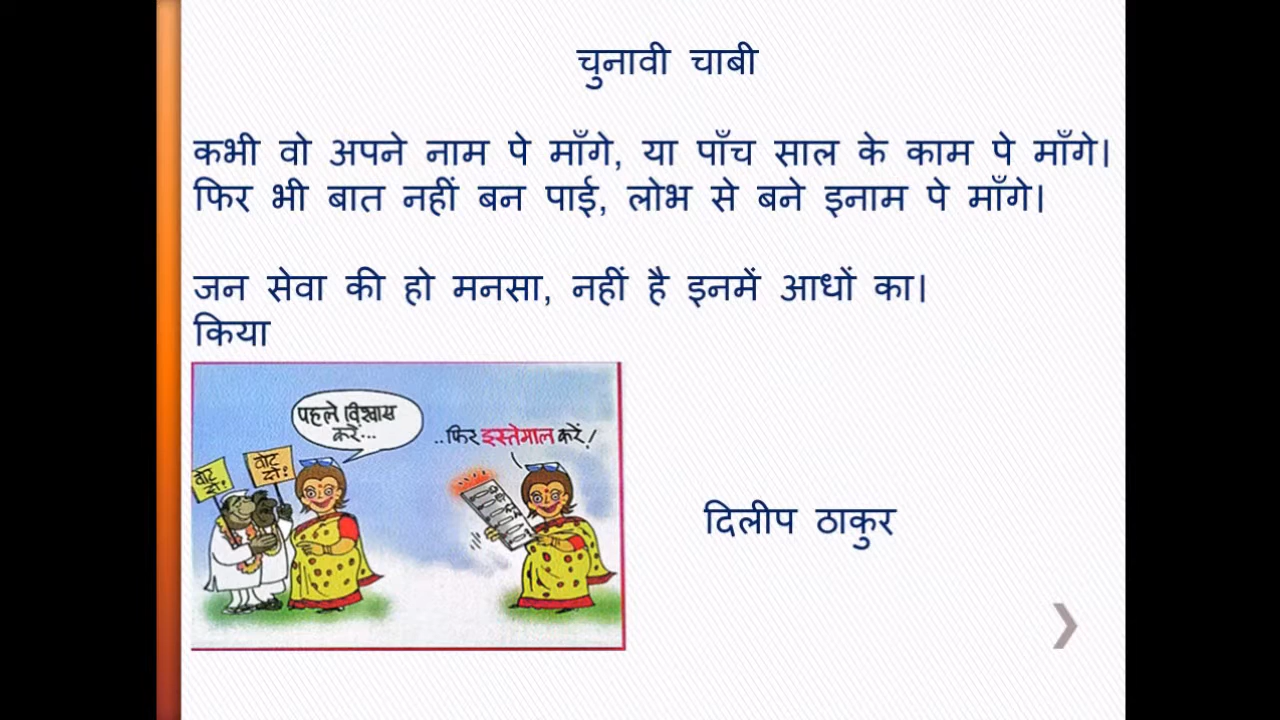 चुनावी चाबी
कभी वो अपने नाम पे माँगे, या पाँच साल के काम पे माँगे।
फिर भी बात नहीं बन पाई, लोभ से बने इनाम पे माँगे।
जन सेवा की हो मनसा, नहीं है इनमें आधों का।
किया
पहले विश्वास
करें...
..फिर इस्तेमाल करें!
वोट
दो!
वोट
दो!
दिलीप ठाकुर